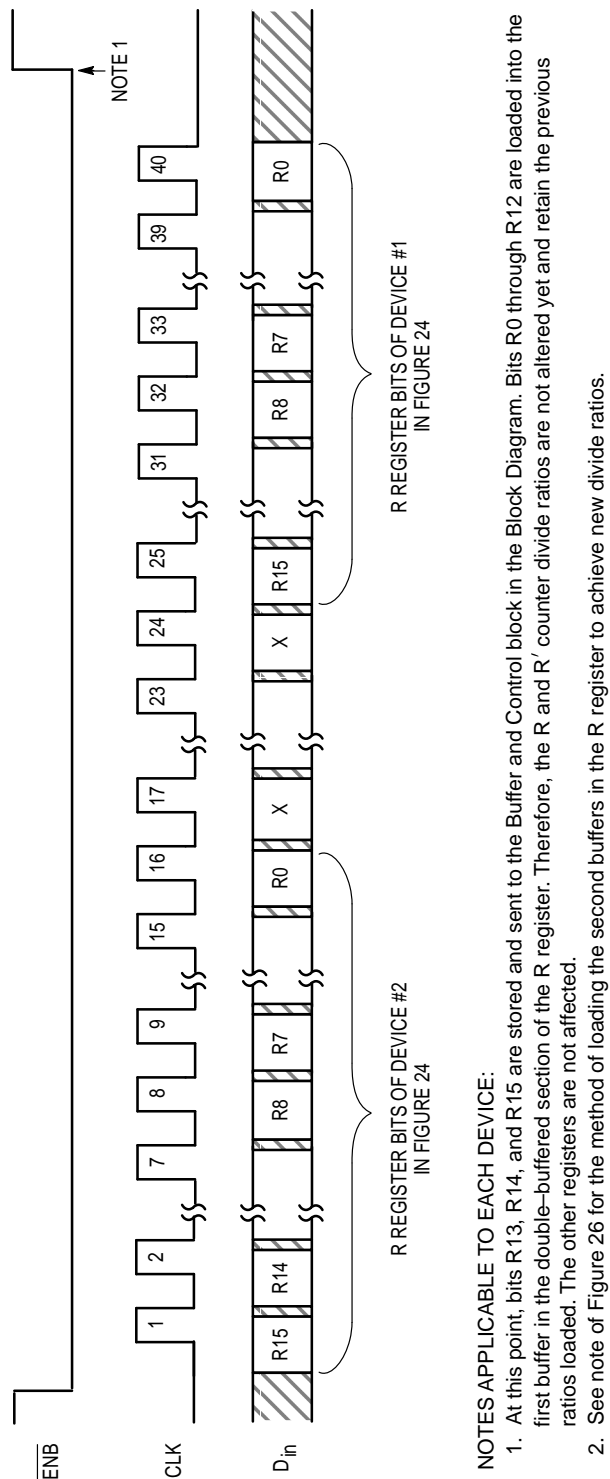 ENB
NOTE 1
CLK
1 2 7 8 9 15 16 17 23 24 25 31 32 33 39 40
Din
R15 R14 R8 R7 R0 X X R15 R8 R7 R0
R REGISTER BITS OF DEVICE #2
IN FIGURE 24
R REGISTER BITS OF DEVICE #1
IN FIGURE 24
NOTES APPLICABLE TO EACH DEVICE:
1. At this point, bits R13, R14, and R15 are stored and sent to the Buffer and Control block in the Block Diagram. Bits R0 through R12 are loaded into the
first buffer in the double–buffered section of the R register. Therefore, the R and R′ counter divide ratios are not altered yet and retain the previous
ratios loaded. The other registers are not affected.
2. See note of Figure 26 for the method of loading the second buffers in the R register to achieve new divide ratios.